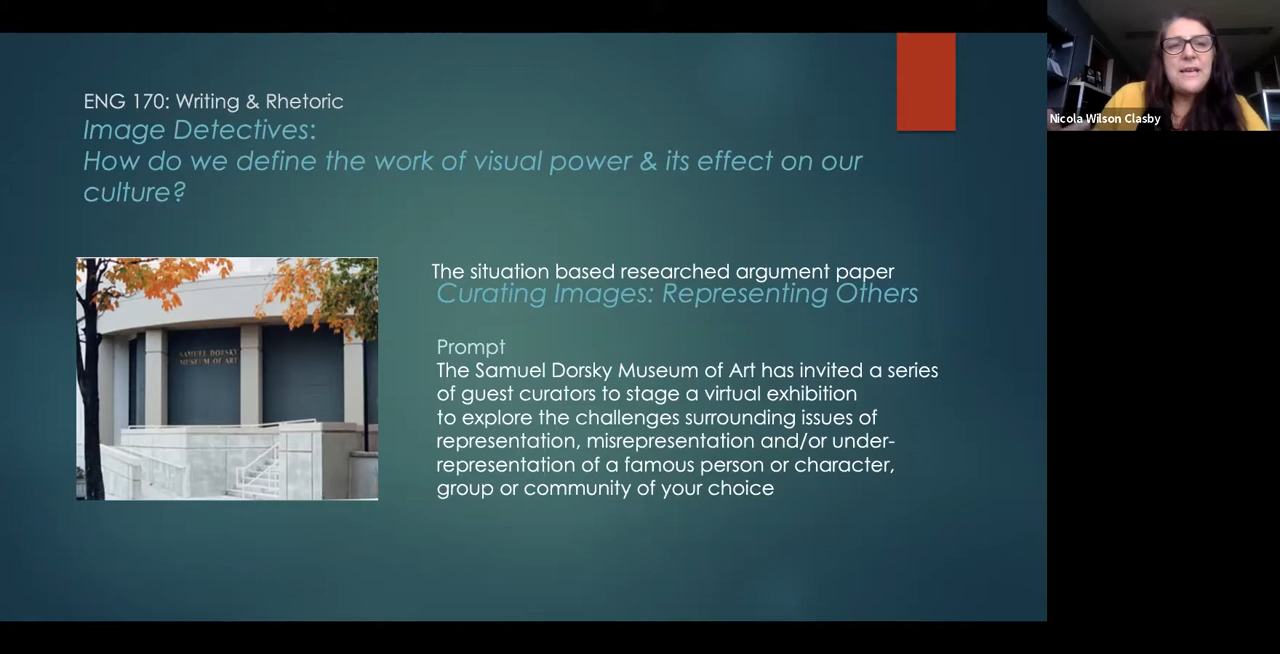 ENG 170: Writing & Rhetoric
Image Detectives:
How do we define the work of visual power & its effect on our
culture?
Nicola Wilson Clasby
SAMUEL DORSKY
MUSEUM OF ART
The situation based researched argument paper
Curating Images: Representing Others
Prompt
The Samuel Dorsky Museum of Art has invited a series
of guest curators to stage a virtual exhibition
to explore the challenges surrounding issues of
representation, misrepresentation and/or under-
representation of a famous person or character,
group or community of your choice